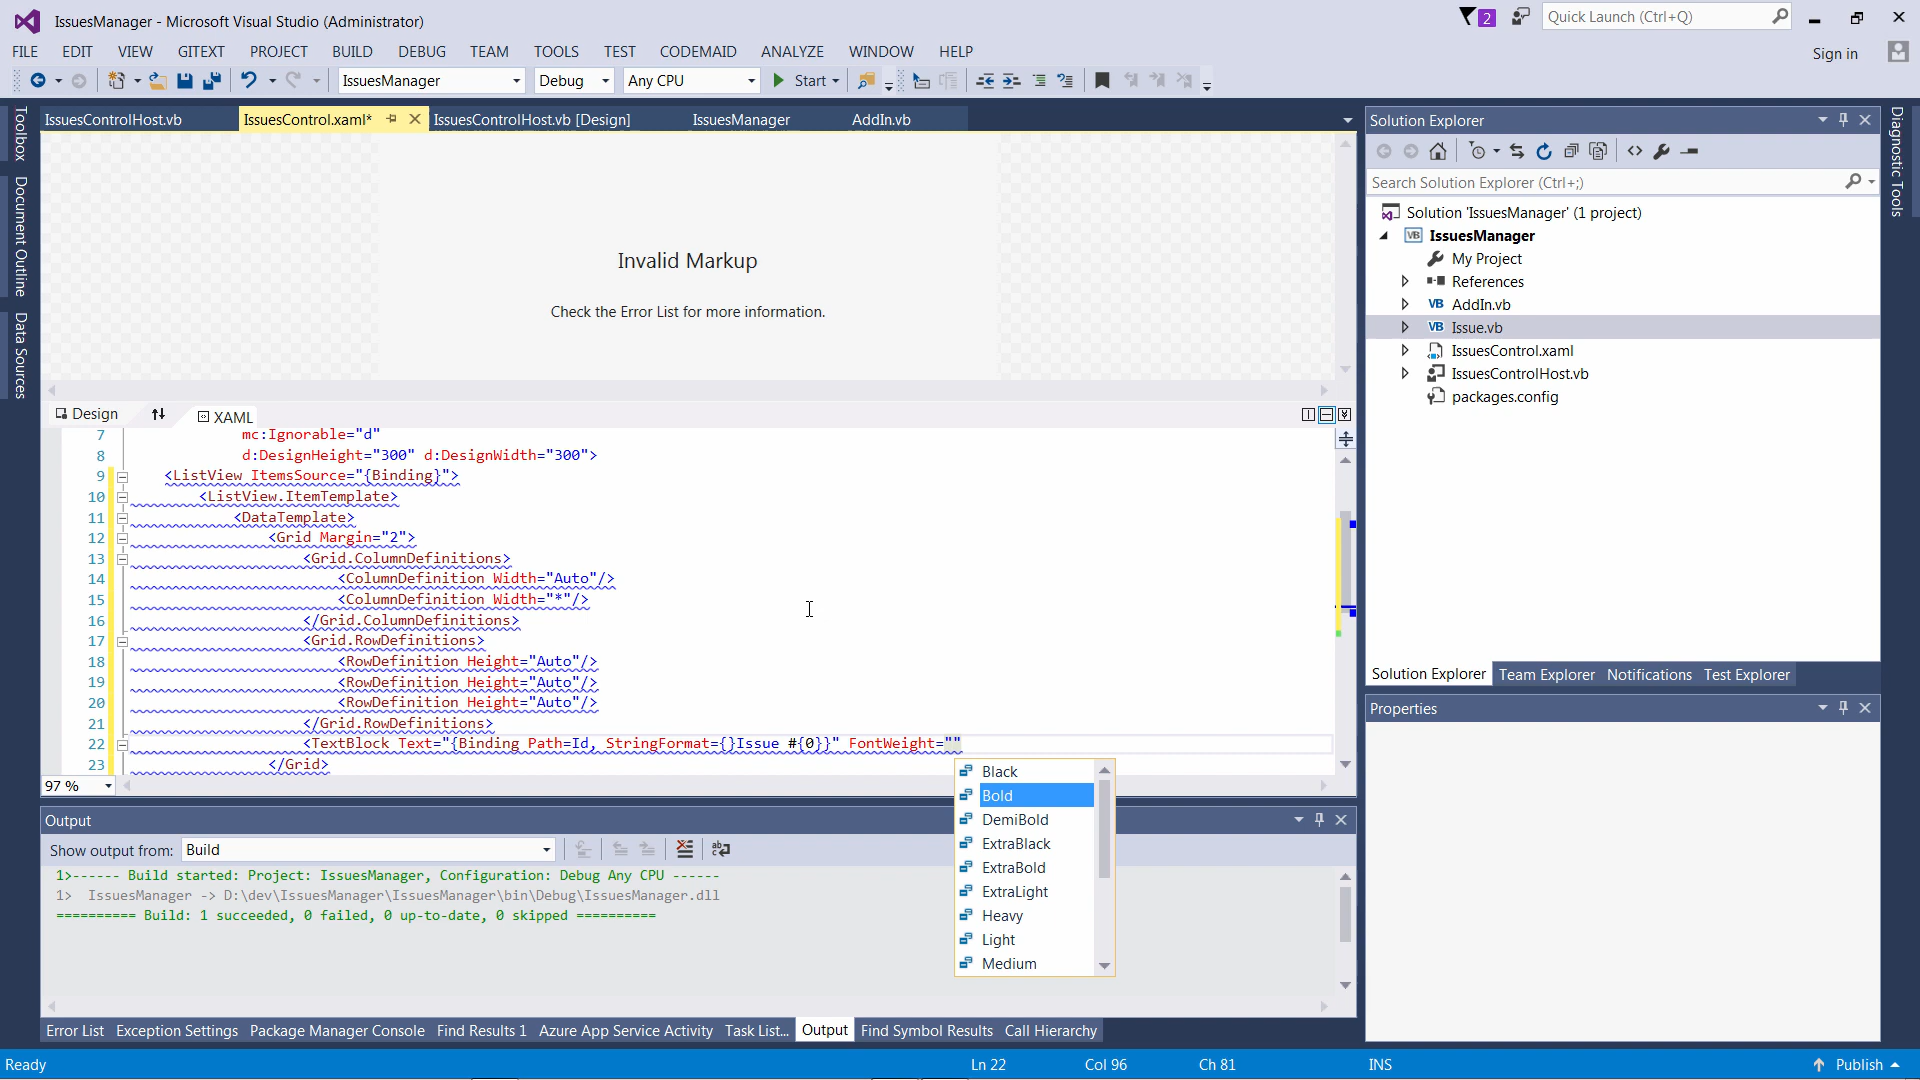 IssuesManager - Microsoft Visual Studio (Administrator)
2
Quick Launch (Ctrl+Q)
FILE EDIT VIEW GITEXT PROJECT BUILD DEBUG TEAM TOOLS TEST CODEMAID ANALYZE WINDOW HELP
Sign in
IssuesManager Debug Any CPU Start
Toolbox
Document Outline
Data Sources
IssuesControlHost.vb IssuesControl.xaml* IssuesControlHost.vb [Design] IssuesManager AddIn.vb
Invalid Markup
Check the Error List for more information.
Design XAML
7 mc:Ignorable="d"
8 d:DesignHeight="300" d:DesignWidth="300">
9 <ListView ItemsSource="{Binding}">
10 <ListView.ItemTemplate>
11 <DataTemplate>
12 <Grid Margin="2">
13 <Grid.ColumnDefinitions>
14 <ColumnDefinition Width="Auto"/>
15 <ColumnDefinition Width="*"/>
16 </Grid.ColumnDefinitions>
17 <Grid.RowDefinitions>
18 <RowDefinition Height="Auto"/>
19 <RowDefinition Height="Auto"/>
20 <RowDefinition Height="Auto"/>
21 </Grid.RowDefinitions>
22 <TextBlock Text="{Binding Path=Id, StringFormat={}Issue #{0}}" FontWeight=""
23 </Grid>
97 %
Black
Bold
DemiBold
ExtraBlack
ExtraBold
ExtraLight
Heavy
Light
Medium
Output
Show output from: Build
1>------ Build started: Project: IssuesManager, Configuration: Debug Any CPU ------
1> IssuesManager -> D:\dev\IssuesManager\IssuesManager\bin\Debug\IssuesManager.dll
========== Build: 1 succeeded, 0 failed, 0 up-to-date, 0 skipped ==========
Error List Exception Settings Package Manager Console Find Results 1 Azure App Service Activity Task List... Output Find Symbol Results Call Hierarchy
Solution Explorer
Search Solution Explorer (Ctrl+;)
Solution 'IssuesManager' (1 project)
VB IssuesManager
My Project
References
VB AddIn.vb
VB Issue.vb
IssuesControl.xaml
IssuesControlHost.vb
packages.config
Solution Explorer Team Explorer Notifications Test Explorer
Properties
Diagnostic Tools
Ready Ln 22 Col 96 Ch 81 INS Publish